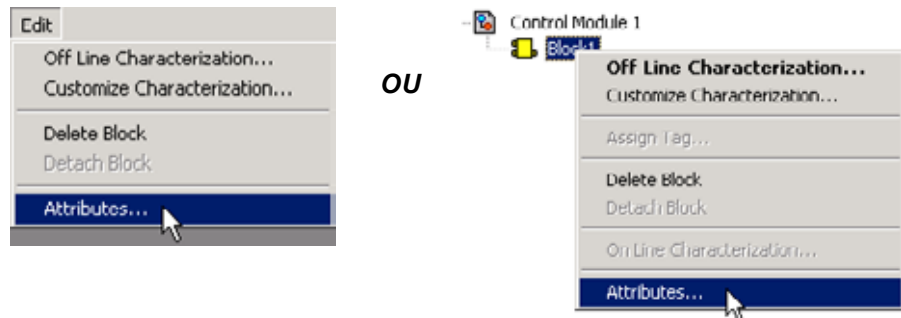 Edit
Off Line Characterization...
Customize Characterization...
Delete Block
Detach Block
Attributes...
OU
Control Module 1
Block1
Off Line Characterization...
Customize Characterization...
Assign Tag...
Delete Block
Detach Block
On Line Characterization...
Attributes...